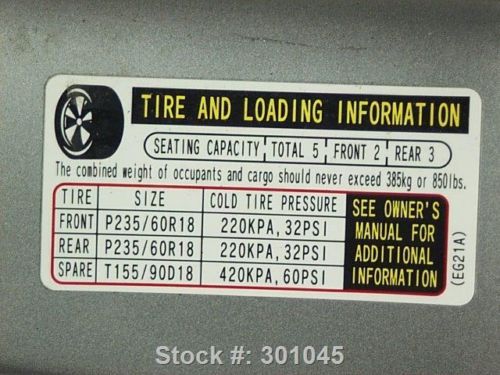 TIRE AND LOADING INFORMATION
SEATING CAPACITY TOTAL 5 FRONT 2 REAR 3
The combined weight of occupants and cargo should never exceed 385kg or 850lbs.
TIRE SIZE COLD TIRE PRESSURE
FRONT P235/60R18 220KPA, 32PSI
REAR P235/60R18 220KPA, 32PSI
SPARE T155/90D18 420KPA, 60PSI
SEE OWNER'S
MANUAL FOR
ADDITIONAL
INFORMATION
(EG21A)
Stock #: 301045